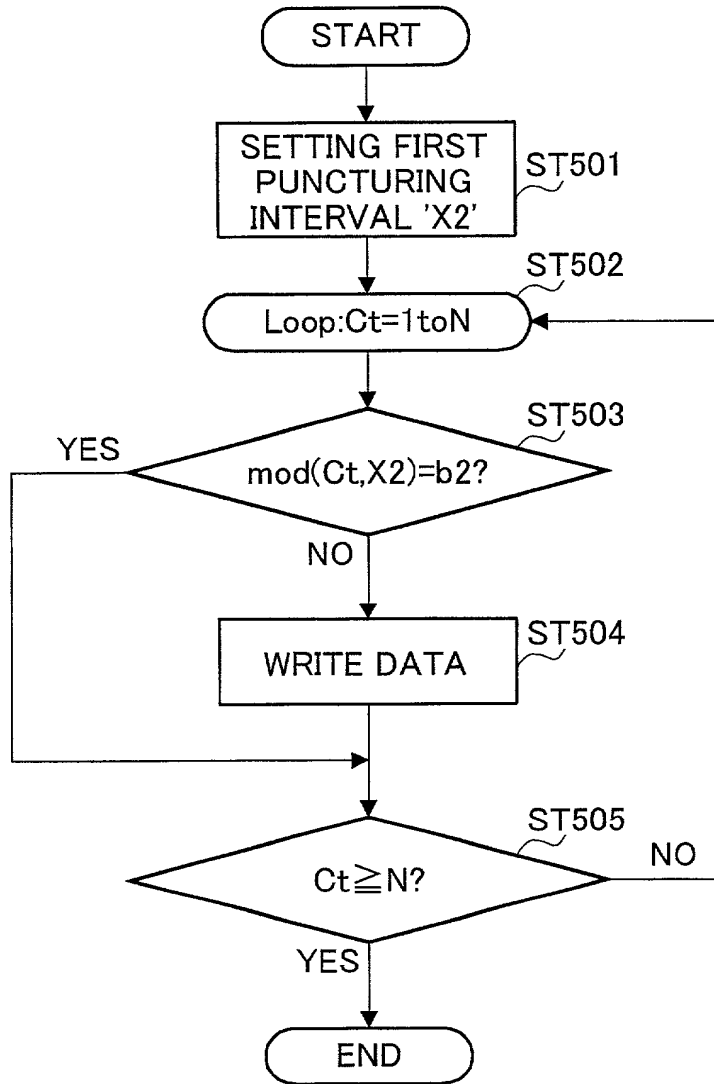 START
SETTING FIRST
PUNCTURING
INTERVAL 'X2'
ST501
ST502
Loop:Ct=1toN
ST503
YES
mod(Ct,X2)=b2?
NO
ST504
WRITE DATA
ST505
Ct≧N?
NO
YES
END